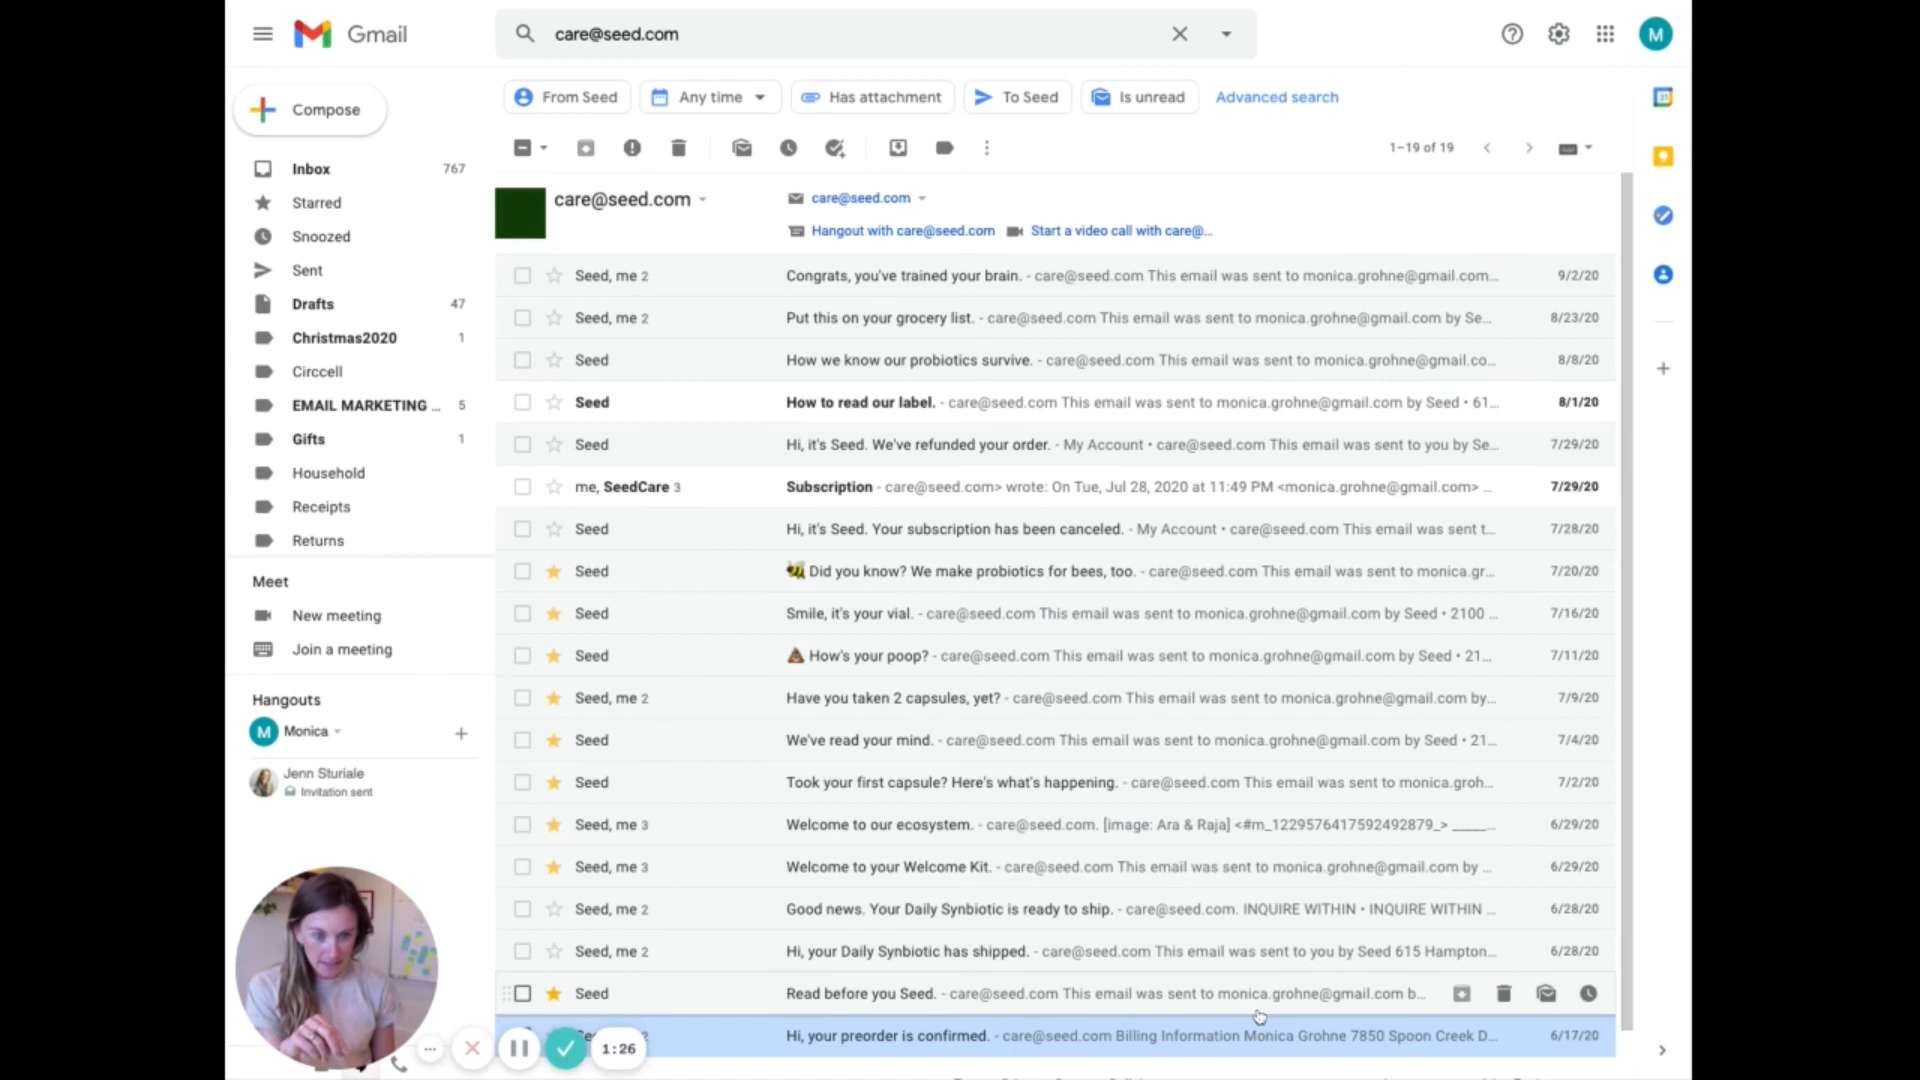 Gmail
care@seed.com
M
Compose
From Seed
Any time
Has attachment
To Seed
Is unread
Advanced search
1–19 of 19
Inbox 767
Starred
Snoozed
Sent
Drafts 47
Christmas2020 1
Circcell
EMAIL MARKETING ... 5
Gifts 1
Household
Receipts
Returns
Meet
New meeting
Join a meeting
Hangouts
M Monica
Jenn Sturiale
Invitation sent
care@seed.com
care@seed.com
Hangout with care@seed.com
Start a video call with care@...
Seed, me 2 Congrats, you've trained your brain. - care@seed.com This email was sent to monica.grohne@gmail.com... 9/2/20
Seed, me 2 Put this on your grocery list. - care@seed.com This email was sent to monica.grohne@gmail.com by Se... 8/23/20
Seed How we know our probiotics survive. - care@seed.com This email was sent to monica.grohne@gmail.co... 8/8/20
Seed How to read our label. - care@seed.com This email was sent to monica.grohne@gmail.com by Seed • 61... 8/1/20
Seed Hi, it's Seed. We've refunded your order. - My Account • care@seed.com This email was sent to you by Se... 7/29/20
me, SeedCare 3 Subscription - care@seed.com> wrote: On Tue, Jul 28, 2020 at 11:49 PM <monica.grohne@gmail.com> ... 7/29/20
Seed Hi, it's Seed. Your subscription has been canceled. - My Account • care@seed.com This email was sent t... 7/28/20
Seed 🐝 Did you know? We make probiotics for bees, too. - care@seed.com This email was sent to monica.gr... 7/20/20
Seed Smile, it's your vial. - care@seed.com This email was sent to monica.grohne@gmail.com by Seed • 2100 ... 7/16/20
Seed 💩 How's your poop? - care@seed.com This email was sent to monica.grohne@gmail.com by Seed • 21... 7/11/20
Seed, me 2 Have you taken 2 capsules, yet? - care@seed.com This email was sent to monica.grohne@gmail.com by... 7/9/20
Seed We've read your mind. - care@seed.com This email was sent to monica.grohne@gmail.com by Seed • 21... 7/4/20
Seed Took your first capsule? Here's what's happening. - care@seed.com This email was sent to monica.groh... 7/2/20
Seed, me 3 Welcome to our ecosystem. - care@seed.com. [image: Ara & Raja] <#m_1229576417592492879_> _____... 6/29/20
Seed, me 3 Welcome to your Welcome Kit. - care@seed.com This email was sent to monica.grohne@gmail.com by ... 6/29/20
Seed, me 2 Good news. Your Daily Synbiotic is ready to ship. - care@seed.com. INQUIRE WITHIN • INQUIRE WITHIN ... 6/28/20
Seed, me 2 Hi, your Daily Synbiotic has shipped. - care@seed.com This email was sent to you by Seed 615 Hampton... 6/28/20
Seed Read before you Seed. - care@seed.com This email was sent to monica.grohne@gmail.com b...
Hi, your preorder is confirmed. - care@seed.com Billing Information Monica Grohne 7850 Spoon Creek D... 6/17/20
1:26
31